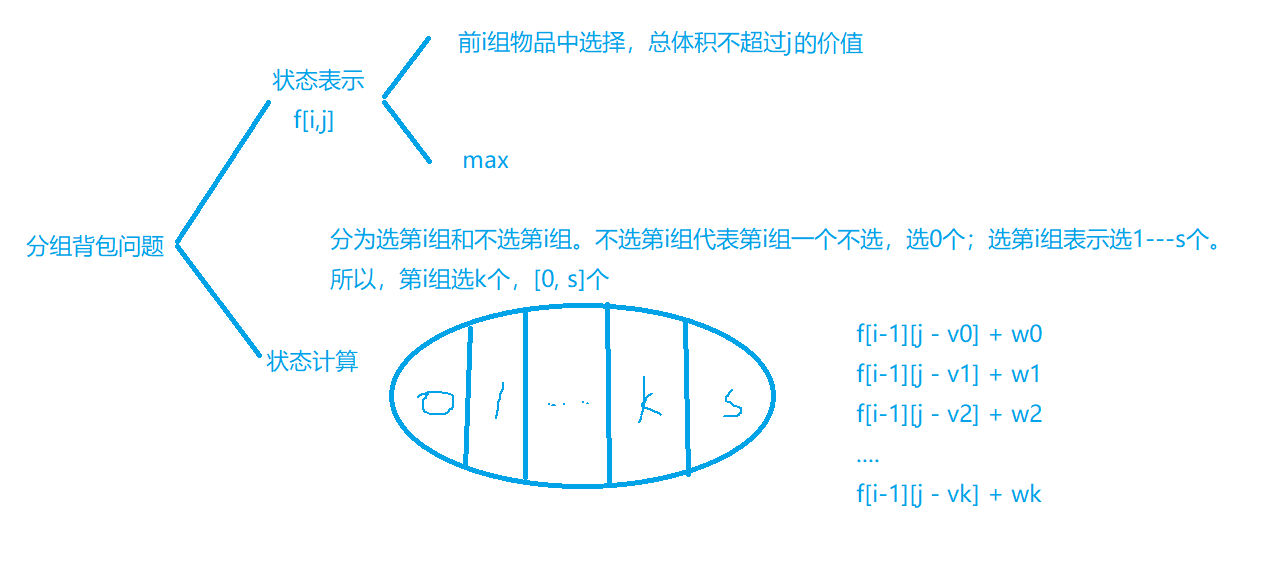 前i组物品中选择，总体积不超过j的价值
状态表示
f[i,j]
max
分组背包问题
分为选第i组和不选第i组。不选第i组代表第i组一个不选，选0个；选第i组表示选1---s个。
所以，第i组选k个，[0, s]个
状态计算
0 1 ... k s
f[i-1][j - v0] + w0
f[i-1][j - v1] + w1
f[i-1][j - v2] + w2
....
f[i-1][j - vk] + wk